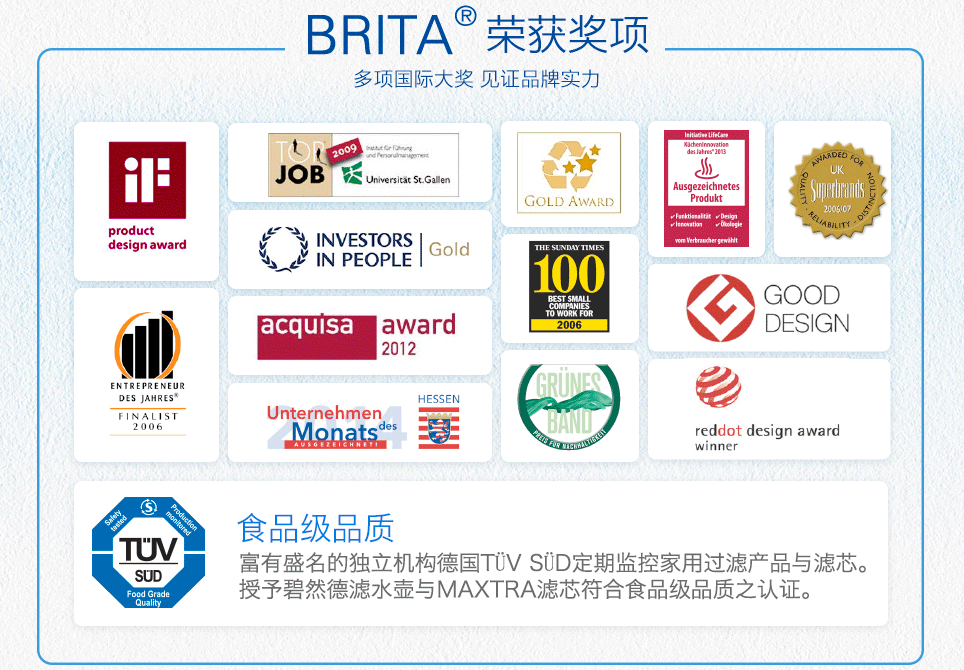 BRITA® 荣获奖项
多项国际大奖 见证品牌实力
iF
product
design award
TOP
JOB
2009
Institut für Führung
und Personalmanagement
Universität St.Gallen
GOLD AWARD
Initiative LifeCare
KüchenInnovation
des Jahres® 2013
Ausgezeichnetes
Produkt
✓Funktionalität ✓Design
✓Innovation ✓Ökologie
vom Verbraucher gewählt
AWARDED FOR
UK
Superbrands
2006/07
QUALITY · RELIABILITY · DISTINCTION
INVESTORS
IN PEOPLE
Gold
THE SUNDAY TIMES
100
BEST SMALL
COMPANIES
TO WORK FOR
2006
GOOD
DESIGN
ENTREPRENEUR
DES JAHRES®
FINALIST
2006
acquisa award
2012
Unternehmen
des
Monats
AUSGEZEICHNET!
HESSEN
GRÜNES
BAND
PREIS FÜR NACHHALTIGKEIT
reddot design award
winner
Safety
tested
Production
monitored
TÜV
SÜD
Food Grade
Quality
食品级品质
富有盛名的独立机构德国TÜV SÜD定期监控家用过滤产品与滤芯。
授予碧然德滤水壶与MAXTRA滤芯符合食品级品质之认证。